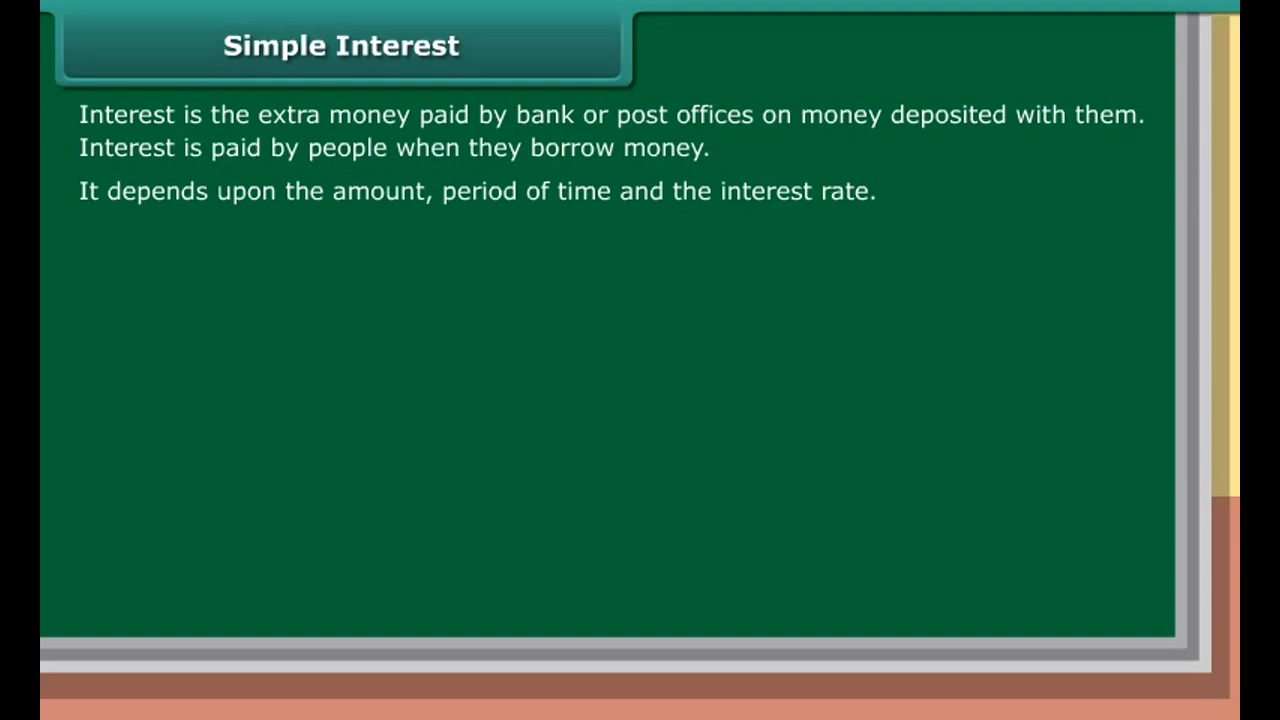 Simple Interest
Interest is the extra money paid by bank or post offices on money deposited with them.
Interest is paid by people when they borrow money.
It depends upon the amount, period of time and the interest rate.